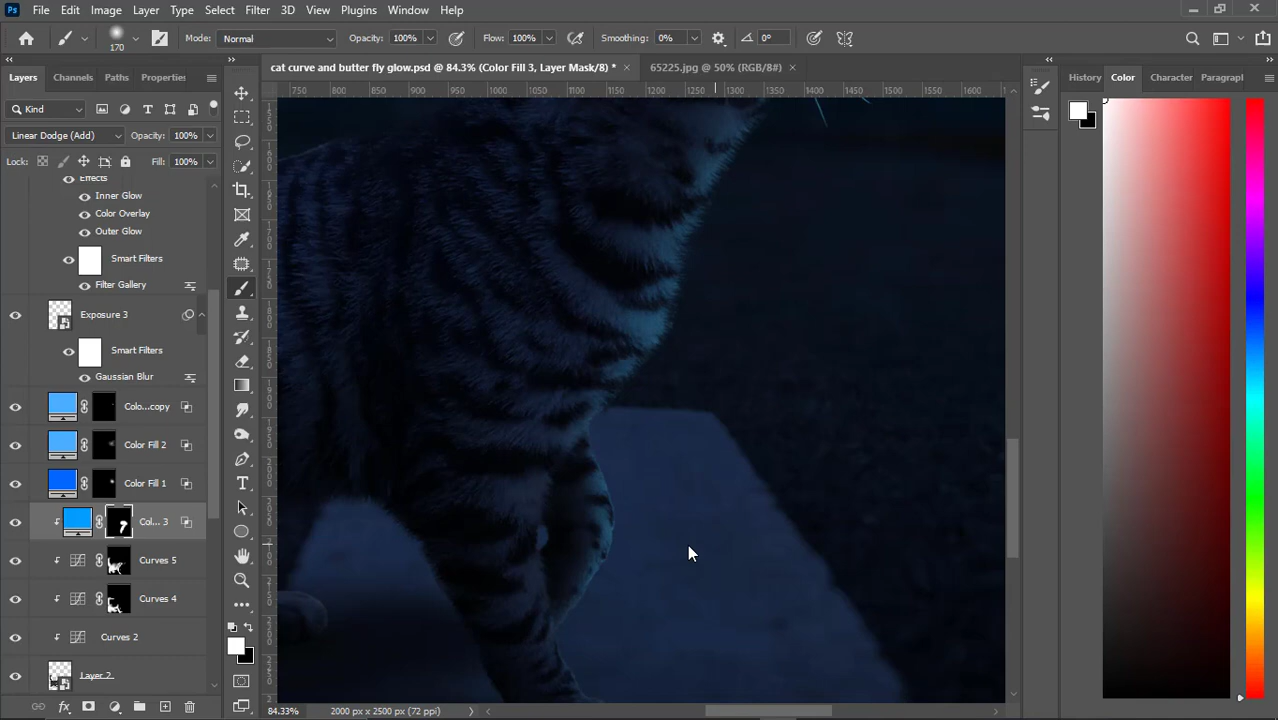 File Edit Image Layer Type Select Filter 3D View Plugins Window Help
170 Mode: Normal Opacity: 100% Flow: 100% Smoothing: 0% 0°
Layers Channels Paths Properties
cat curve and butter fly glow.psd @ 84.3% (Color Fill 3, Layer Mask/8) * 65225.jpg @ 50% (RGB/8#)
History Color Character Paragraph
Kind
Linear Dodge (Add) Opacity: 100%
Lock: Fill: 100%
750 800 850 900 950 1000 1050 1100 1150 1200 1250 1300 1350 1400 1450 1500 1550 1600
Effects
Inner Glow
Color Overlay
Outer Glow
Smart Filters
Filter Gallery
Exposure 3
Smart Filters
Gaussian Blur
Colo...copy
Color Fill 2
Color Fill 1
Col... 3
Curves 5
Curves 4
Curves 2
Layer 2
84.33% 2000 px x 2500 px (72 ppi)